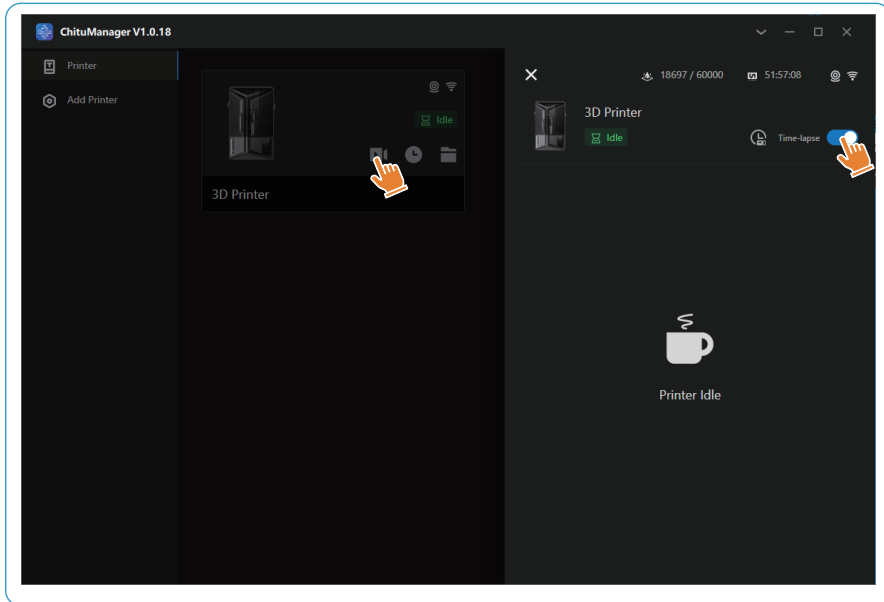 ChituManager V1.0.18
Printer
Add Printer
Idle
3D Printer
18697 / 60000
51:57:08
3D Printer
Idle
Time-lapse
Printer Idle